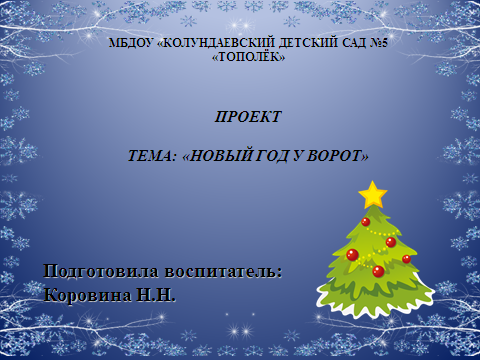 МБДОУ «КОЛУНДАЕВСКИЙ ДЕТСКИЙ САД №5
«ТОПОЛЁК»
ПРОЕКТ
ТЕМА: «НОВЫЙ ГОД У ВОРОТ»
Подготовила воспитатель:
Коровина Н.Н.